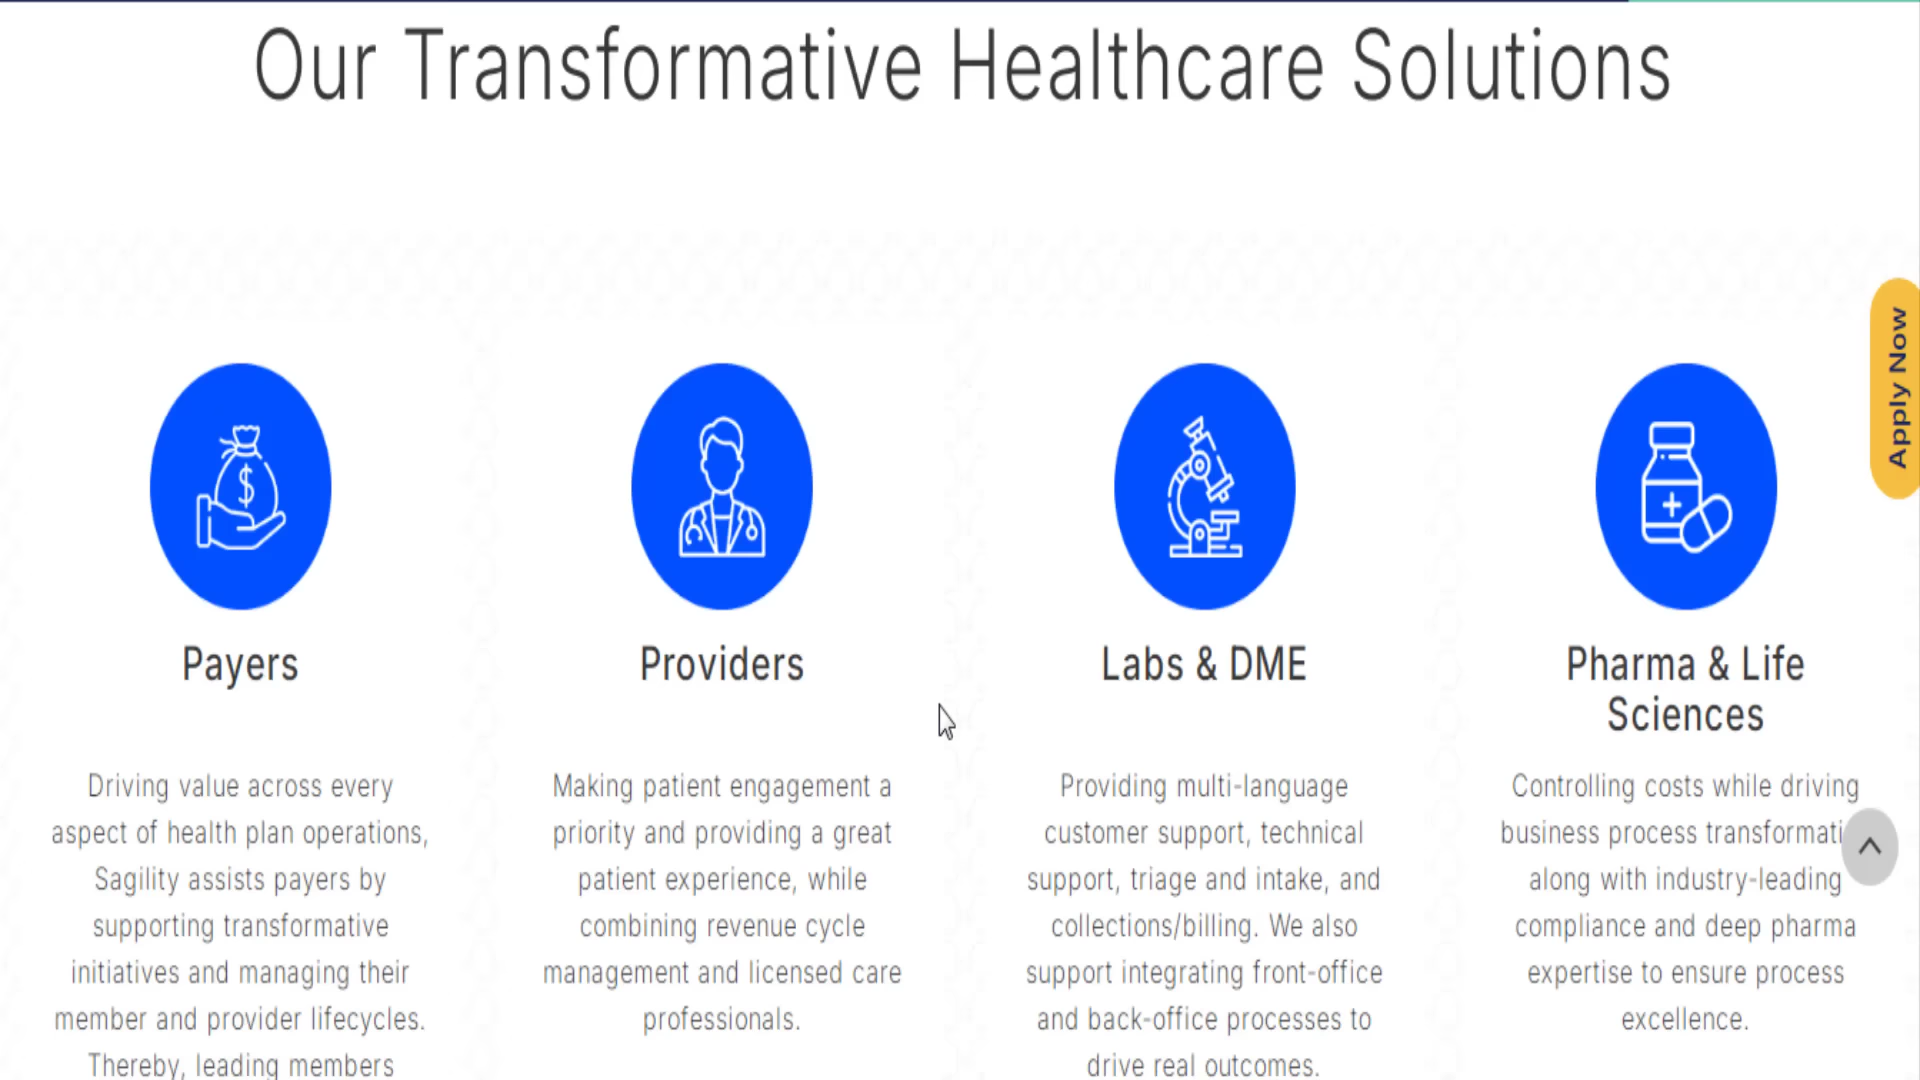 Our Transformative Healthcare Solutions
Apply Now
$
Payers
Driving value across every
aspect of health plan operations,
Sagility assists payers by
supporting transformative
initiatives and managing their
member and provider lifecycles.
Thereby, leading members
Providers
Making patient engagement a
priority and providing a great
patient experience, while
combining revenue cycle
management and licensed care
professionals.
Labs & DME
Providing multi-language
customer support, technical
support, triage and intake, and
collections/billing. We also
support integrating front-office
and back-office processes to
drive real outcomes.
Pharma & Life
Sciences
Controlling costs while driving
business process transformati
along with industry-leading
compliance and deep pharma
expertise to ensure process
excellence.